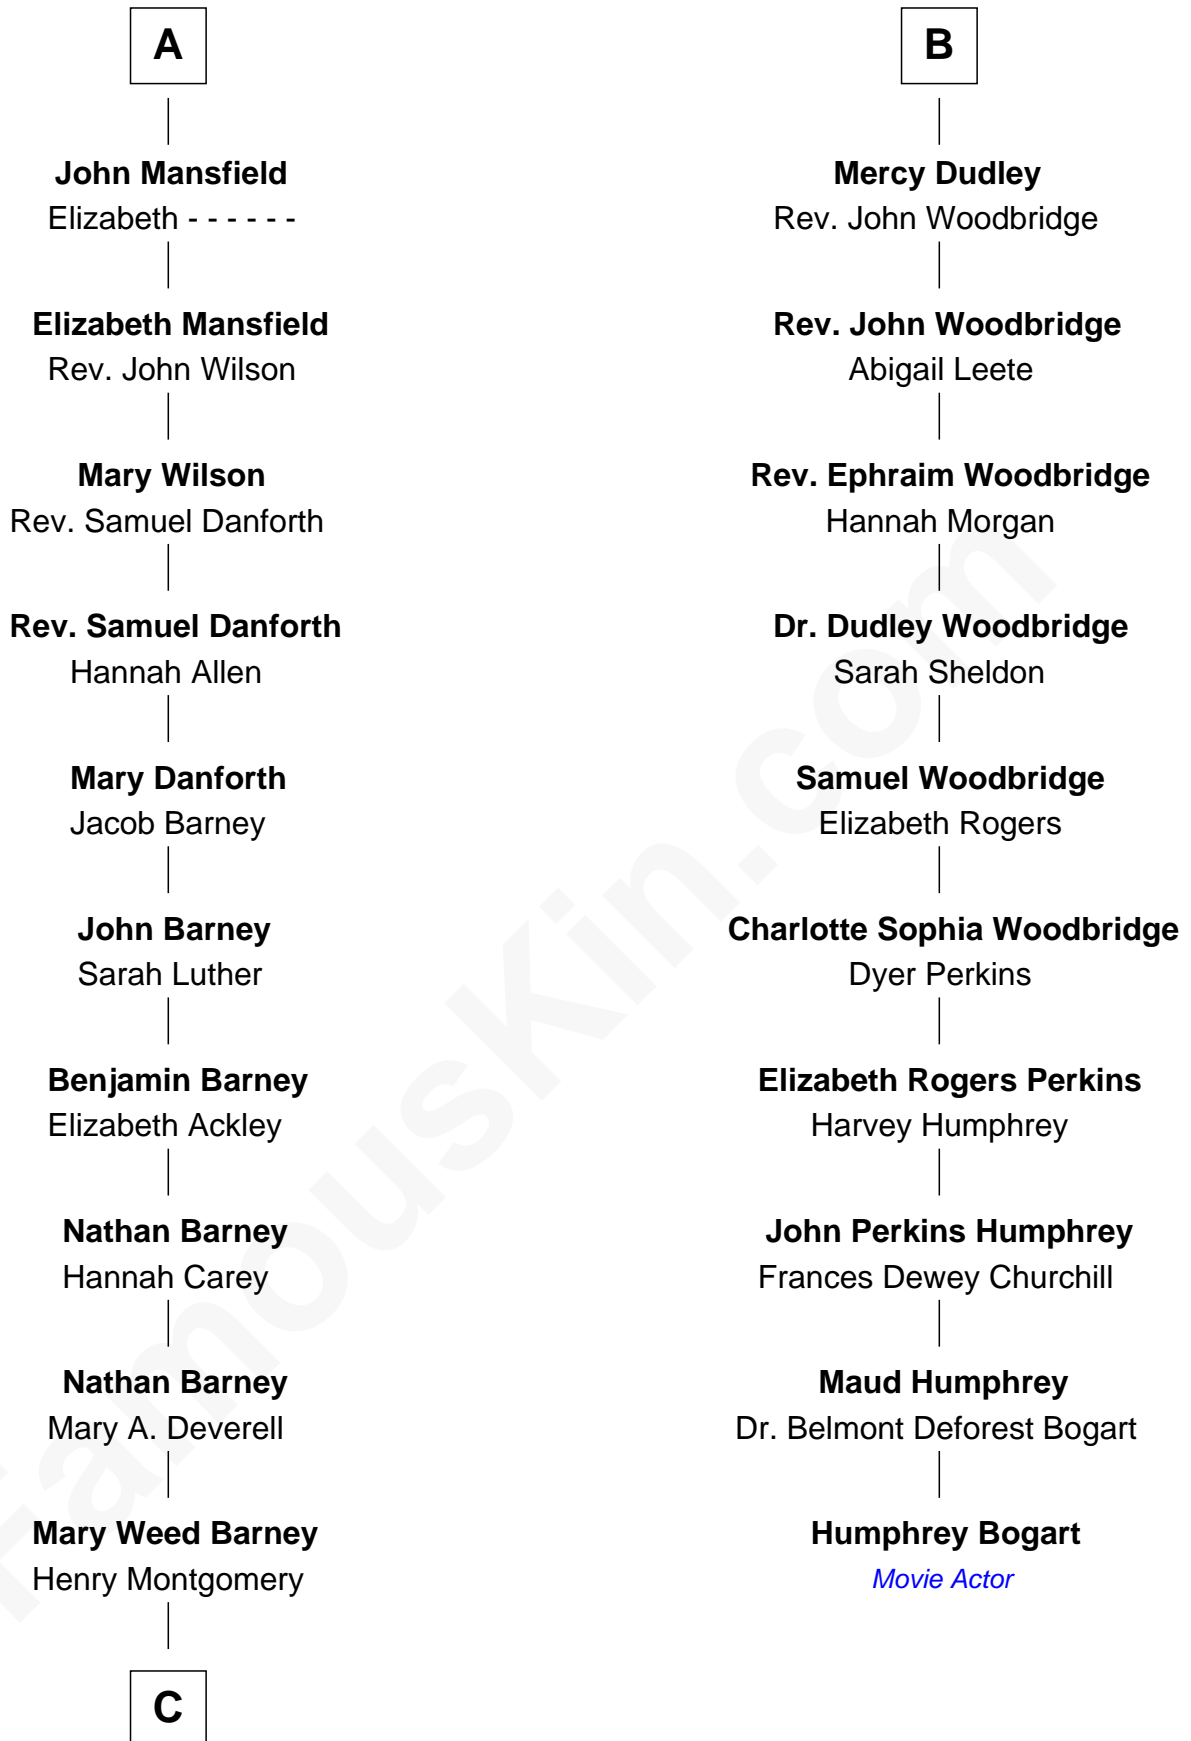 A
John Mansfield
Elizabeth - - - - - -
Elizabeth Mansfield
Rev. John Wilson
Mary Wilson
Rev. Samuel Danforth
Rev. Samuel Danforth
Hannah Allen
Mary Danforth
Jacob Barney
John Barney
Sarah Luther
Benjamin Barney
Elizabeth Ackley
Nathan Barney
Hannah Carey
Nathan Barney
Mary A. Deverell
Mary Weed Barney
Henry Montgomery
C
B
Mercy Dudley
Rev. John Woodbridge
Rev. John Woodbridge
Abigail Leete
Rev. Ephraim Woodbridge
Hannah Morgan
Dr. Dudley Woodbridge
Sarah Sheldon
Samuel Woodbridge
Elizabeth Rogers
Charlotte Sophia Woodbridge
Dyer Perkins
Elizabeth Rogers Perkins
Harvey Humphrey
John Perkins Humphrey
Frances Dewey Churchill
Maud Humphrey
Dr. Belmont Deforest Bogart
Humphrey Bogart
Movie Actor
FamousKin.com